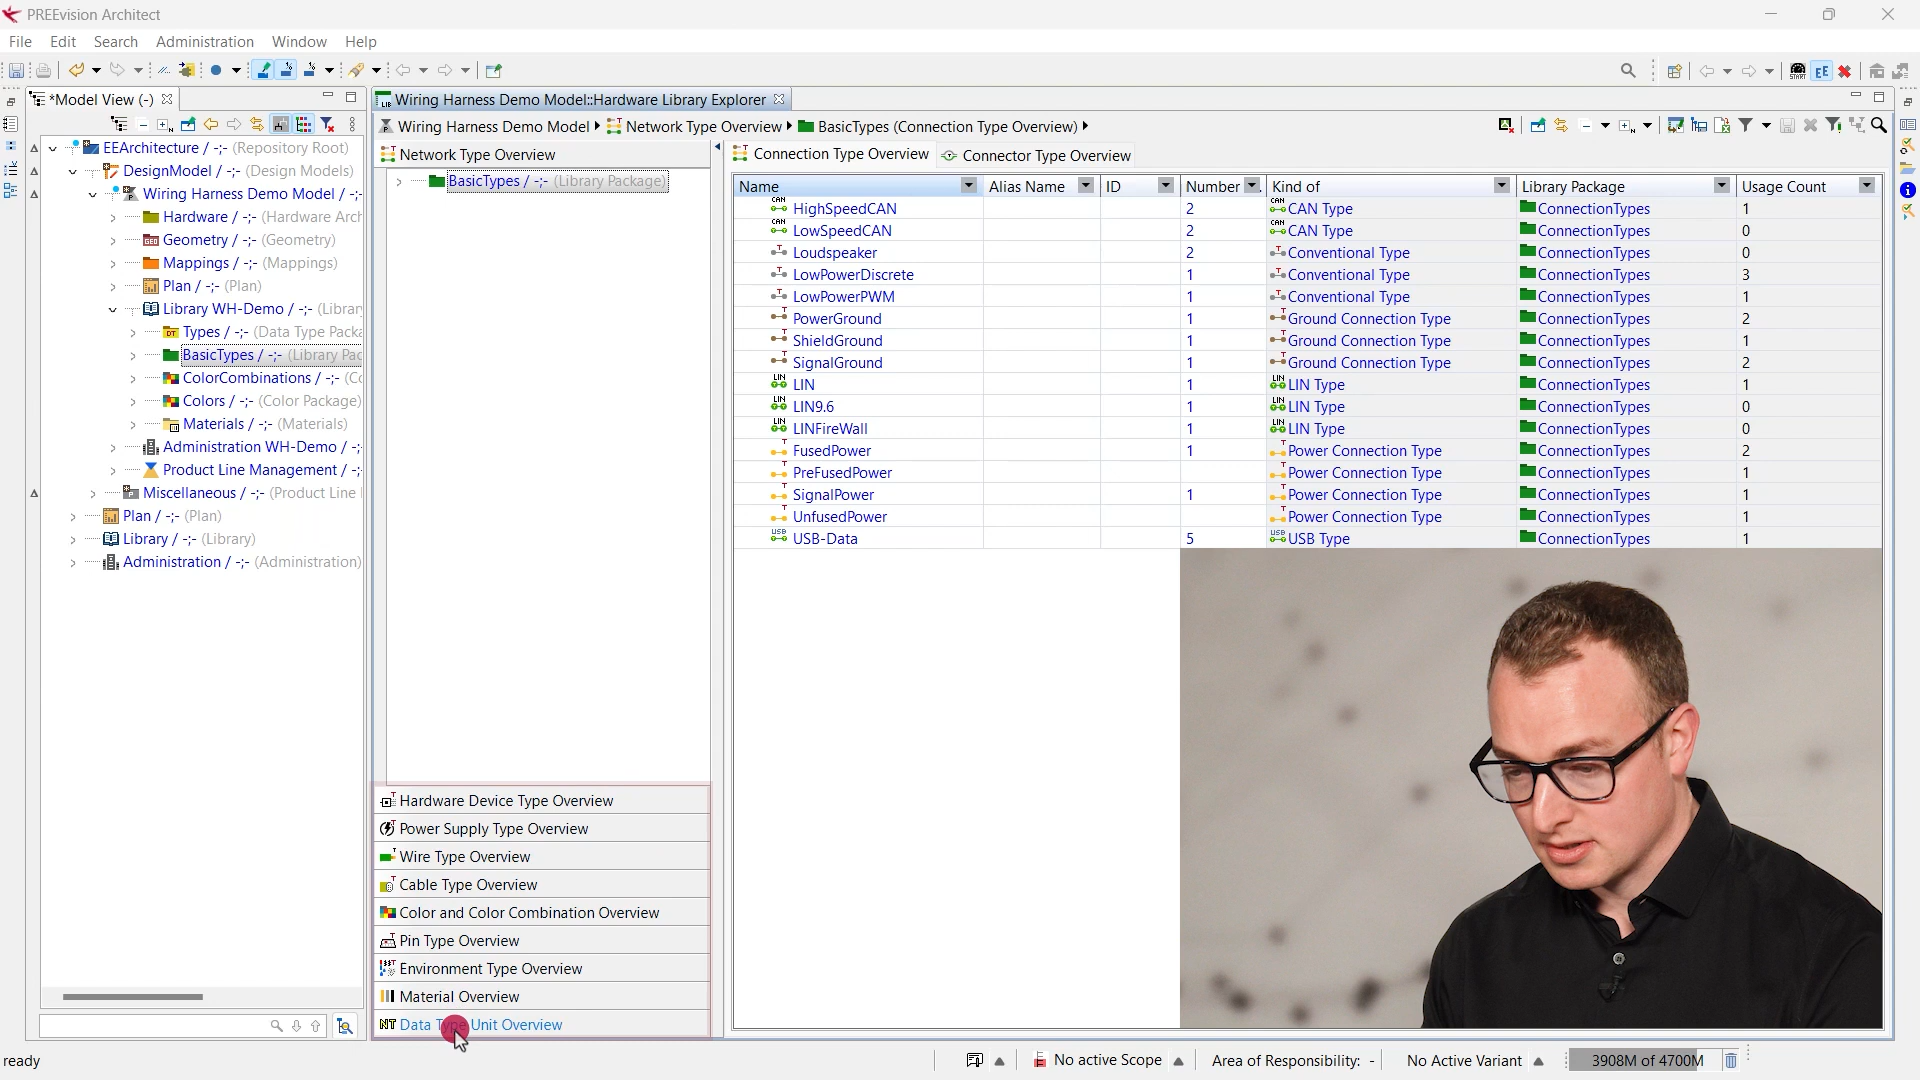 PREEvision Architect
File Edit Search Administration Window Help
*Model View (-)
Wiring Harness Demo Model::Hardware Library Explorer
Wiring Harness Demo Model Network Type Overview BasicTypes (Connection Type Overview)
EEArchitecture / -;- (Repository Root)
DesignModel / -;- (Design Models)
Wiring Harness Demo Model / -;-
Hardware / -;- (Hardware Arch
Geometry / -;- (Geometry)
Mappings / -;- (Mappings)
Plan / -;- (Plan)
Library WH-Demo / -;- (Librar
Types / -;- (Data Type Packa
BasicTypes / -;- (Library Pac
ColorCombinations / -;- (Co
Colors / -;- (Color Package)
Materials / -;- (Materials)
Administration WH-Demo / -;-
Product Line Management / -;-
Miscellaneous / -;- (Product Line
Plan / -;- (Plan)
Library / -;- (Library)
Administration / -;- (Administration)
Network Type Overview
BasicTypes / -;- (Library Package)
Hardware Device Type Overview
Power Supply Type Overview
Wire Type Overview
Cable Type Overview
Color and Color Combination Overview
Pin Type Overview
Environment Type Overview
Material Overview
Data Type Unit Overview
Connection Type Overview Connector Type Overview
Name Alias Name ID Number Kind of Library Package Usage Count
HighSpeedCAN 2 CAN Type ConnectionTypes 1
LowSpeedCAN 2 CAN Type ConnectionTypes 0
Loudspeaker 2 Conventional Type ConnectionTypes 0
LowPowerDiscrete 1 Conventional Type ConnectionTypes 3
LowPowerPWM 1 Conventional Type ConnectionTypes 1
PowerGround 1 Ground Connection Type ConnectionTypes 2
ShieldGround 1 Ground Connection Type ConnectionTypes 1
SignalGround 1 Ground Connection Type ConnectionTypes 2
LIN 1 LIN Type ConnectionTypes 1
LIN9.6 1 LIN Type ConnectionTypes 0
LINFireWall 1 LIN Type ConnectionTypes 0
FusedPower 1 Power Connection Type ConnectionTypes 2
PreFusedPower Power Connection Type ConnectionTypes 1
SignalPower 1 Power Connection Type ConnectionTypes 1
UnfusedPower Power Connection Type ConnectionTypes 1
USB-Data 5 USB Type ConnectionTypes 1
ready
No active Scope Area of Responsibility: - No Active Variant 3908M of 4700M